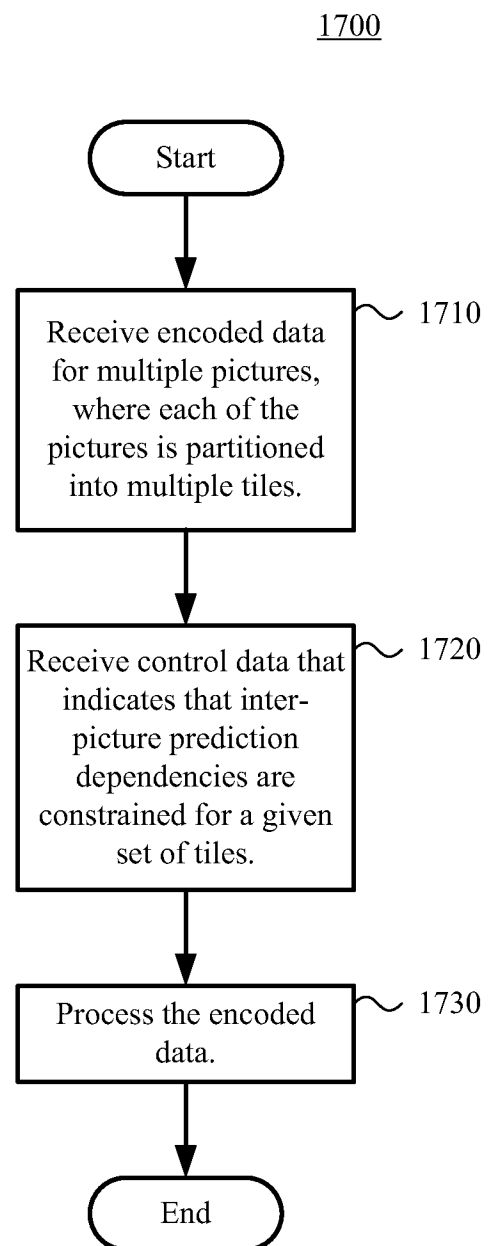 1700
Start
Receive encoded data
for multiple pictures,
where each of the
pictures is partitioned
into multiple tiles.
1710
Receive control data that
indicates that inter-
picture prediction
dependencies are
constrained for a given
set of tiles.
1720
Process the encoded
data.
1730
End